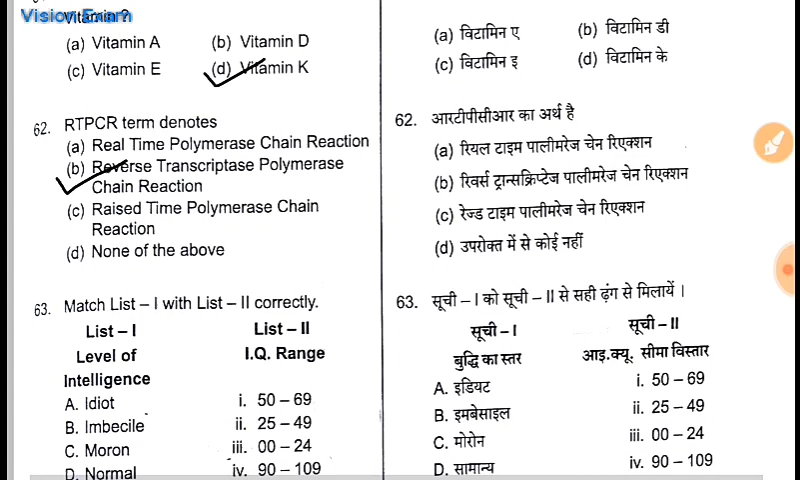 Vision Exam
Vitamin ?
(a) Vitamin A (b) Vitamin D
(c) Vitamin E (d) Vitamin K
62. RTPCR term denotes
(a) Real Time Polymerase Chain Reaction
(b) Reverse Transcriptase Polymerase
Chain Reaction
(c) Raised Time Polymerase Chain
Reaction
(d) None of the above
63. Match List – I with List – II correctly.
List – I List – II
Level of I.Q. Range
Intelligence
A. Idiot i. 50 – 69
B. Imbecile ii. 25 – 49
C. Moron iii. 00 – 24
D. Normal iv. 90 – 109
(a) विटामिन ए (b) विटामिन डी
(c) विटामिन इ (d) विटामिन के
62. आरटीपीसीआर का अर्थ है
(a) रियल टाइम पालीमरेज चेन रिएक्शन
(b) रिवर्स ट्रान्सक्रिप्टेज पालीमरेज चेन रिएक्शन
(c) रेज्ड टाइम पालीमरेज चेन रिएक्शन
(d) उपरोक्त में से कोई नहीं
63. सूची – I को सूची – II से सही ढ़ंग से मिलायें ।
सूची – I सूची – II
बुद्धि का स्तर आइ.क्यू. सीमा विस्तार
A. इडियट i. 50 – 69
B. इमबेसाइल ii. 25 – 49
C. मोरोन iii. 00 – 24
D. सामान्य iv. 90 – 109